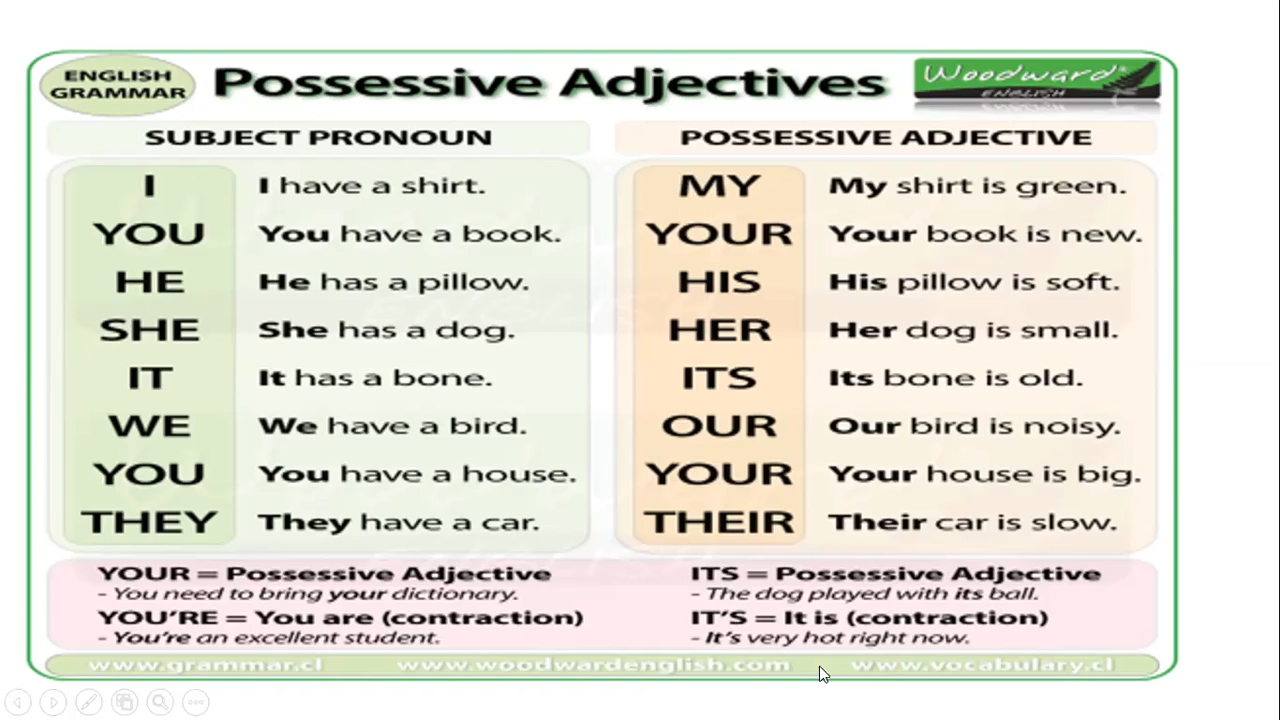 ENGLISH
GRAMMAR
Possessive Adjectives
Woodward®
ENGLISH
SUBJECT PRONOUN
POSSESSIVE ADJECTIVE
I I have a shirt. MY My shirt is green.
YOU You have a book. YOUR Your book is new.
HE He has a pillow. HIS His pillow is soft.
SHE She has a dog. HER Her dog is small.
IT It has a bone. ITS Its bone is old.
WE We have a bird. OUR Our bird is noisy.
YOU You have a house. YOUR Your house is big.
THEY They have a car. THEIR Their car is slow.
YOUR = Possessive Adjective
- You need to bring your dictionary.
YOU'RE = You are (contraction)
- You're an excellent student.
ITS = Possessive Adjective
- The dog played with its ball.
IT'S = It is (contraction)
- It's very hot right now.
www.grammar.cl www.woodwardenglish.com www.vocabulary.cl